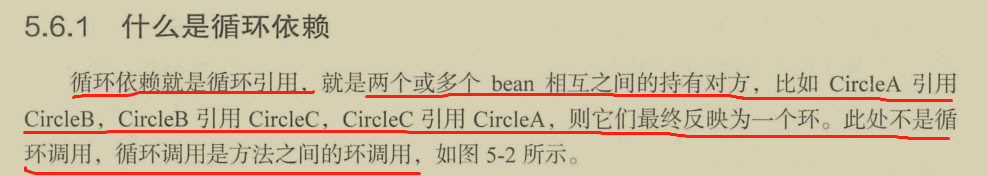 5.6.1 什么是循环依赖
循环依赖就是循环引用，就是两个或多个 bean 相互之间的持有对方，比如 CircleA 引用
CircleB，CircleB 引用 CircleC，CircleC 引用 CircleA，则它们最终反映为一个环。此处不是循
环调用，循环调用是方法之间的环调用，如图 5-2 所示。